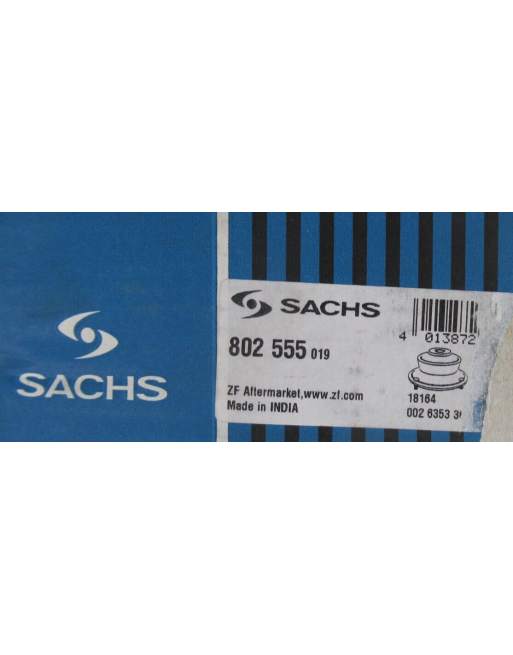 SACHS
SACHS
802 555 019
4 013872
ZF Aftermarket,www.zf.com
Made in INDIA
18164
002 6353